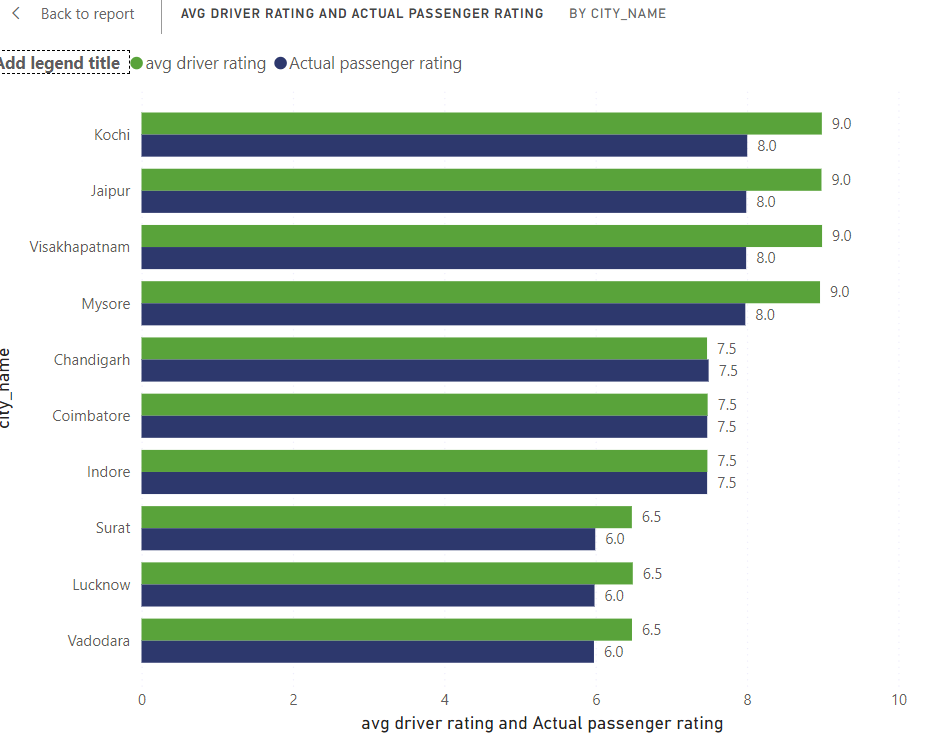 Back to report
AVG DRIVER RATING AND ACTUAL PASSENGER RATING BY CITY_NAME
Add legend title avg driver rating Actual passenger rating
city_name
Kochi 9.0
8.0
Jaipur 9.0
8.0
Visakhapatnam 9.0
8.0
Mysore 9.0
8.0
Chandigarh 7.5
7.5
Coimbatore 7.5
7.5
Indore 7.5
7.5
Surat 6.5
6.0
Lucknow 6.5
6.0
Vadodara 6.5
6.0
0 2 4 6 8 10
avg driver rating and Actual passenger rating